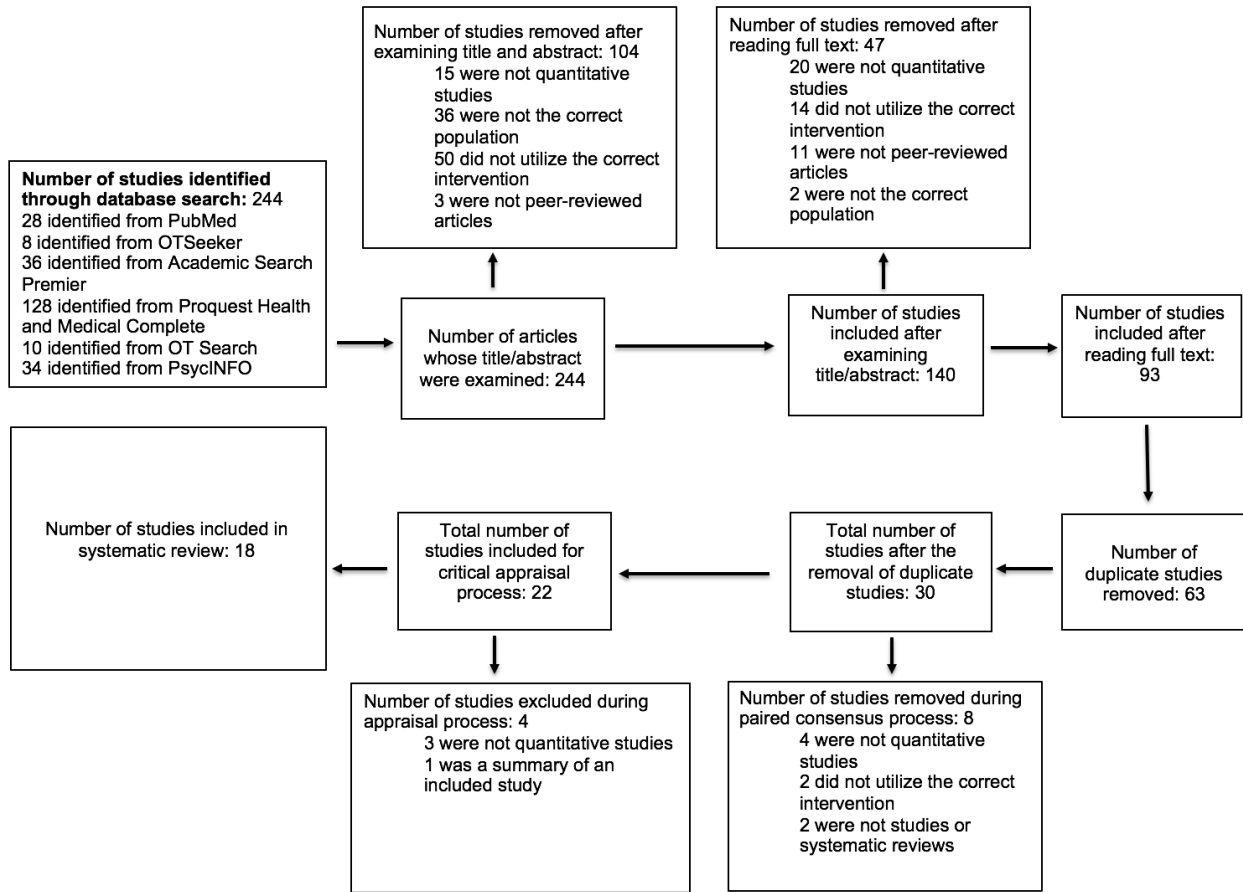 Number of studies identified
through database search: 244
28 identified from PubMed
8 identified from OTSeeker
36 identified from Academic Search
Premier
128 identified from Proquest Health
and Medical Complete
10 identified from OT Search
34 identified from PsycINFO
Number of articles
whose title/abstract
were examined: 244
Number of studies removed after
examining title and abstract: 104
15 were not quantitative
studies
36 were not the correct
population
50 did not utilize the correct
intervention
3 were not peer-reviewed
articles
Number of studies
included after
examining
title/abstract: 140
Number of studies removed after
reading full text: 47
20 were not quantitative
studies
14 did not utilize the correct
intervention
11 were not peer-reviewed
articles
2 were not the correct
population
Number of studies
included after
reading full text:
93
Number of
duplicate studies
removed: 63
Total number of
studies after the
removal of duplicate
studies: 30
Number of studies removed during
paired consensus process: 8
4 were not quantitative
studies
2 did not utilize the correct
intervention
2 were not studies or
systematic reviews
Total number of
studies included for
critical appraisal
process: 22
Number of studies excluded during
appraisal process: 4
3 were not quantitative studies
1 was a summary of an
included study
Number of studies included in
systematic review: 18